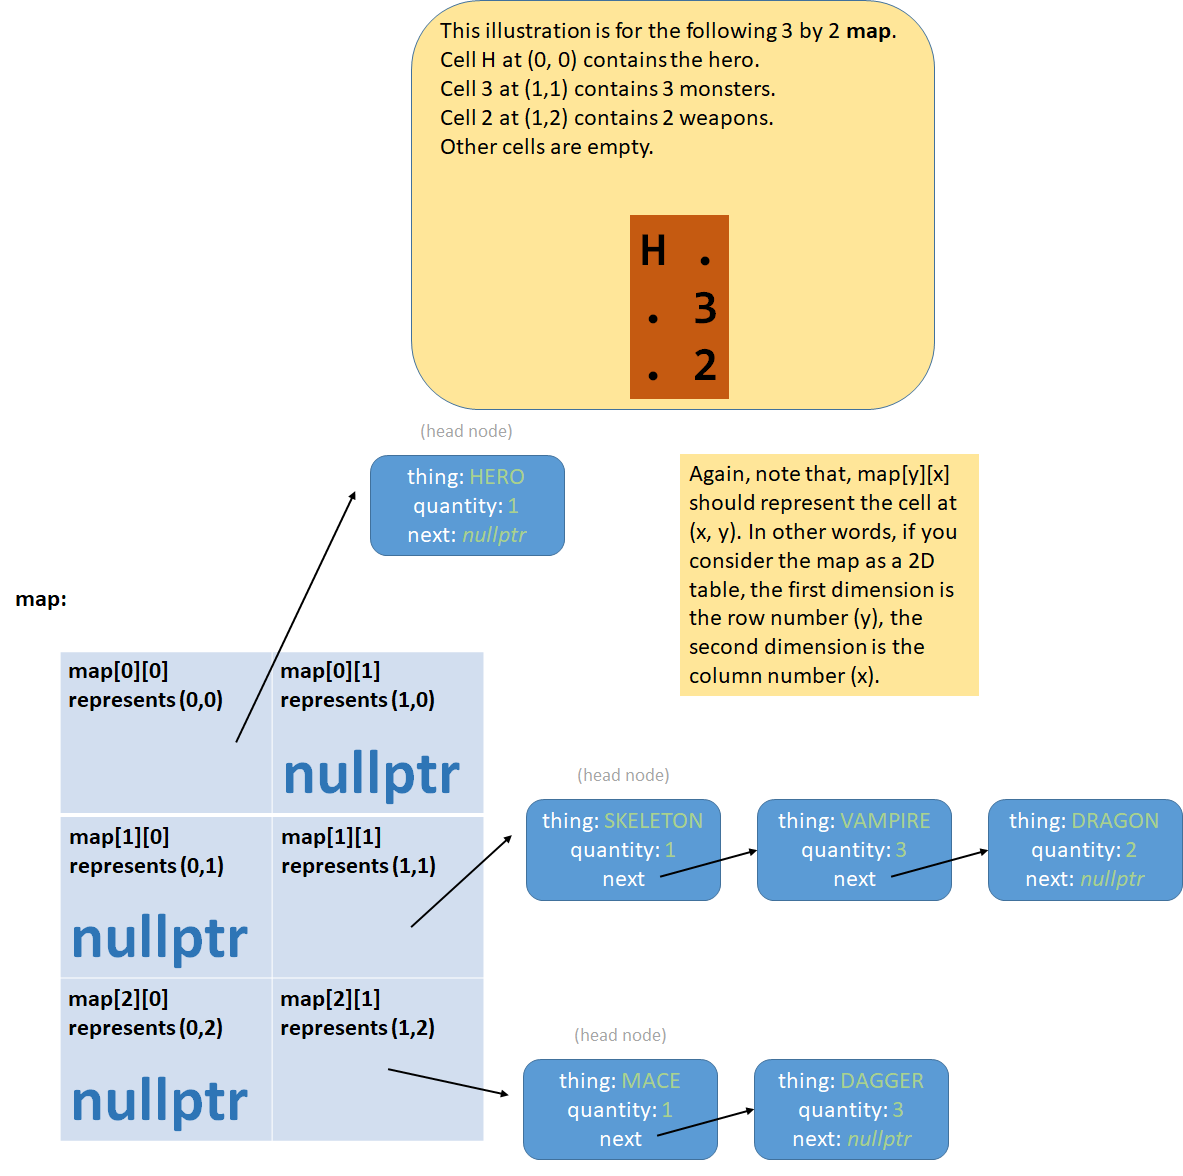 This illustration is for the following 3 by 2 map.
Cell H at (0, 0) contains the hero.
Cell 3 at (1,1) contains 3 monsters.
Cell 2 at (1,2) contains 2 weapons.
Other cells are empty.
H .
. 3
. 2
(head node)
thing: HERO
quantity: 1
next: nullptr
Again, note that, map[y][x]
should represent the cell at
(x, y). In other words, if you
consider the map as a 2D
table, the first dimension is
the row number (y), the
second dimension is the
column number (x).
map:
map[0][0]
represents (0,0)
map[0][1]
represents (1,0)
nullptr
map[1][0]
represents (0,1)
nullptr
map[1][1]
represents (1,1)
(head node)
thing: SKELETON
quantity: 1
next
thing: VAMPIRE
quantity: 3
next
thing: DRAGON
quantity: 2
next: nullptr
map[2][0]
represents (0,2)
nullptr
map[2][1]
represents (1,2)
(head node)
thing: MACE
quantity: 1
next
thing: DAGGER
quantity: 3
next: nullptr